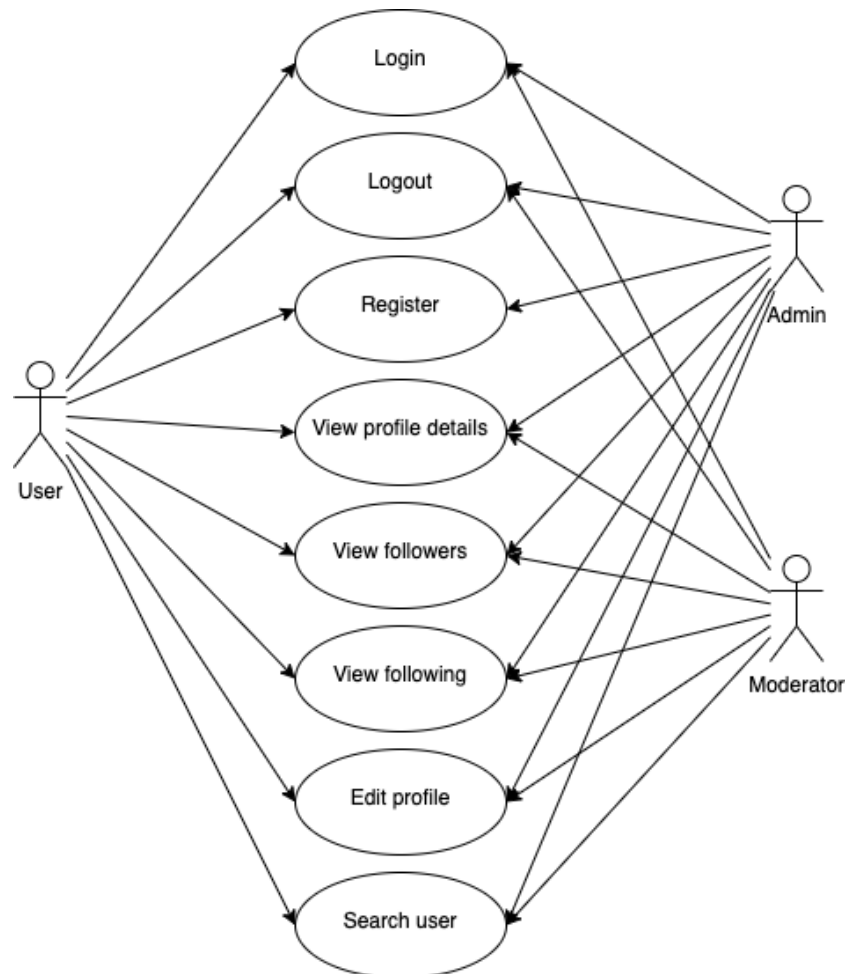 Login
Logout
Register
View profile details
View followers
View following
Edit profile
Search user
User
Admin
Moderator